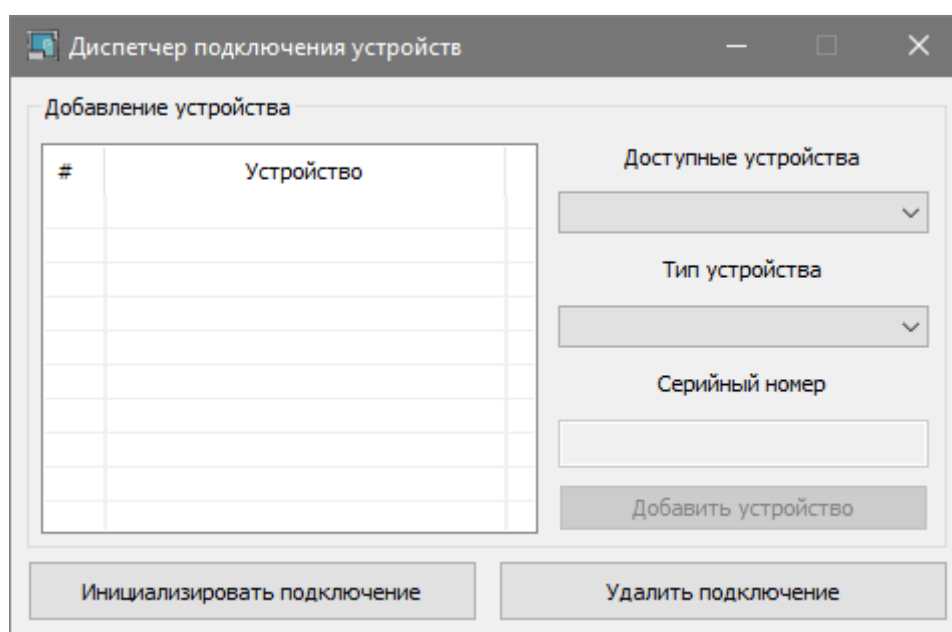 Диспетчер подключения устройств
Добавление устройства
# Устройство
Доступные устройства
Тип устройства
Серийный номер
Добавить устройство
Инициализировать подключение
Удалить подключение